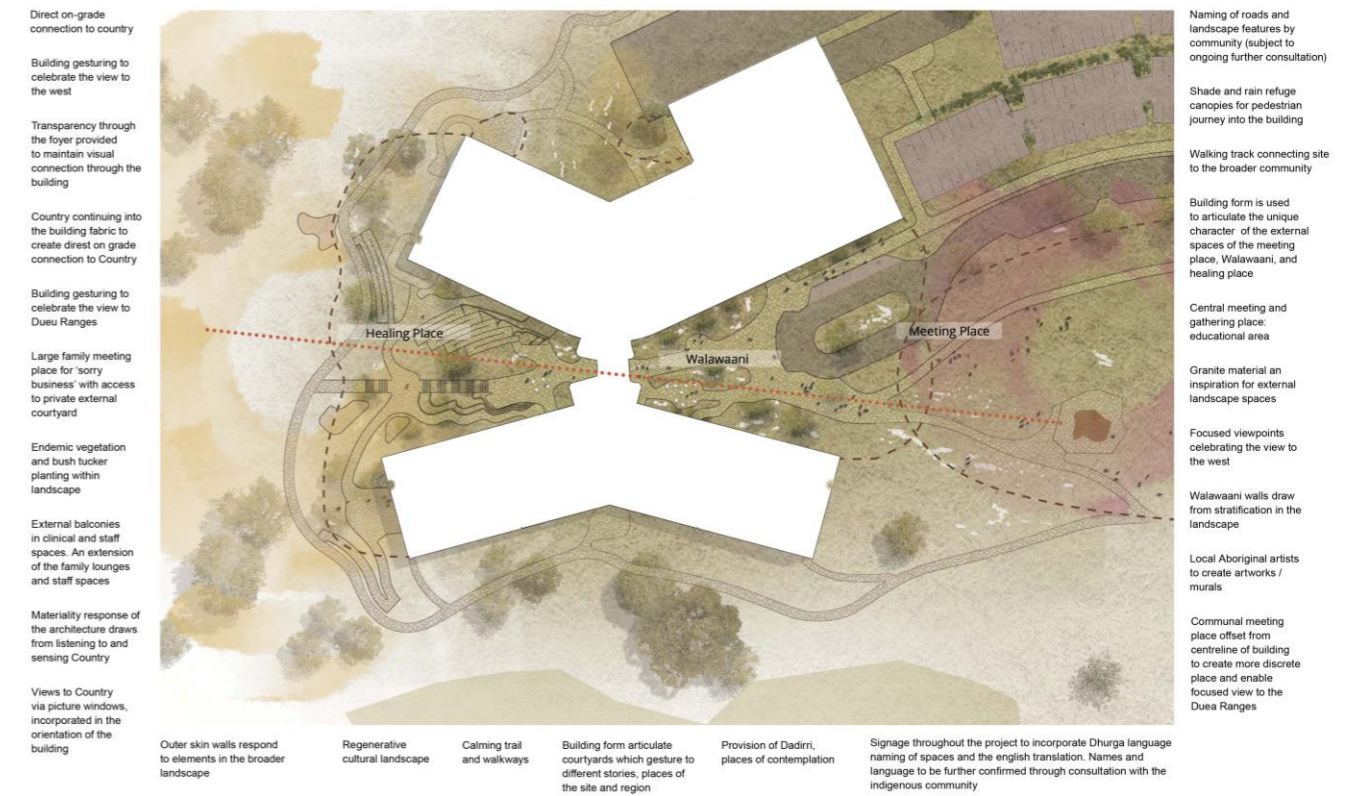 Direct on-grade
connection to country
Building gesturing to
celebrate the view to
the west
Transparency through
the foyer provided
to maintain visual
connection through the
building
Country continuing into
the building fabric to
create direst on grade
connection to Country
Building gesturing to
celebrate the view to
Dueu Ranges
Large family meeting
place for 'sorry
business' with access
to private external
courtyard
Endemic vegetation
and bush tucker
planting within
landscape
External balconies
in clinical and staff
spaces. An extension
of the family lounges
and staff spaces
Materiality response of
the architecture draws
from listening to and
sensing Country
Views to Country
via picture windows,
incorporated in the
orientation of the
building
Healing Place
Walawaani
Meeting Place
Naming of roads and
landscape features by
community (subject to
ongoing further consultation)
Shade and rain refuge
canopies for pedestrian
journey into the building
Walking track connecting site
to the broader community
Building form is used
to articulate the unique
character of the external
spaces of the meeting
place, Walawaani, and
healing place
Central meeting and
gathering place:
educational area
Granite material an
inspiration for external
landscape spaces
Focused viewpoints
celebrating the view to
the west
Walawaani walls draw
from stratification in the
landscape
Local Aboriginal artists
to create artworks /
murals
Communal meeting
place offset from
centreline of building
to create more discrete
place and enable
focused view to the
Duea Ranges
Outer skin walls respond
to elements in the broader
landscape
Regenerative
cultural landscape
Calming trail
and walkways
Building form articulate
courtyards which gesture to
different stories, places of
the site and region
Provision of Dadirri,
places of contemplation
Signage throughout the project to incorporate Dhurga language
naming of spaces and the english translation. Names and
language to be further confirmed through consultation with the
indigenous community